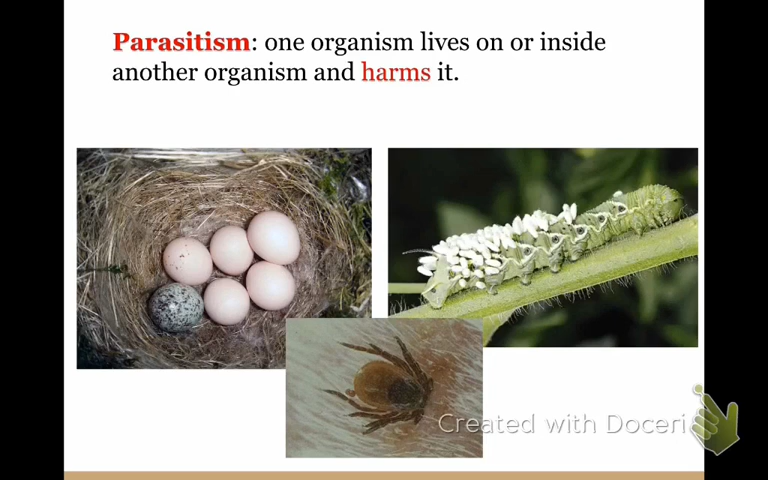 Parasitism: one organism lives on or inside
another organism and harms it.
Created with Doceri